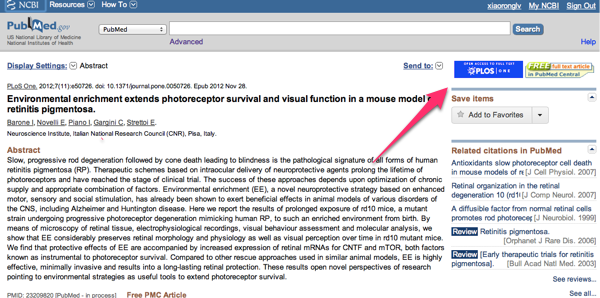 NCBI Resources How To xiaorongly My NCBI Sign Out
PubMed.gov
US National Library of Medicine
National Institutes of Health
PubMed
Search
Advanced
Help
Display Settings: Abstract
Send to:
PLoS One. 2012;7(11):e50726. doi: 10.1371/journal.pone.0050726. Epub 2012 Nov 28.
Environmental enrichment extends photoreceptor survival and visual function in a mouse model
retinitis pigmentosa.
Barone I, Novelli E, Piano I, Gargini C, Strettoi E.
Neuroscience Institute, Italian National Research Council (CNR), Pisa, Italy.
Abstract
Slow, progressive rod degeneration followed by cone death leading to blindness is the pathological signature all forms of human
retinitis pigmentosa (RP). Therapeutic schemes based on intraocular delivery of neuroprotective agents prolong the lifetime of
photoreceptors and have reached the stage of clinical trial. The success of these approaches depends upon optimization of chronic
supply and appropriate combination of factors. Environmental enrichment (EE), a novel neuroprotective strategy based on enhanced
motor, sensory and social stimulation, has already been shown to exert beneficial effects in animal models of various disorders of
the CNS, including Alzheimer and Huntington disease. Here we report the results of prolonged exposure of rd10 mice, a mutant
strain undergoing progressive photoreceptor degeneration mimicking human RP, to such an enriched environment from birth. By
means of microscopy of retinal tissue, electrophysiological recordings, visual behaviour assessment and molecular analysis, we
show that EE considerably preserves retinal morphology and physiology as well as visual perception over time in rd10 mutant mice.
We find that protective effects of EE are accompanied by increased expression of retinal mRNAs for CNTF and mTOR, both factors
known as instrumental to photoreceptor survival. Compared to other rescue approaches used in similar animal models, EE is highly
effective, minimally invasive and results into a long-lasting retinal protection. These results open novel perspectives of research
pointing to environmental strategies as useful tools to extend photoreceptor survival.
PMID: 23209820 [PubMed - in process] Free PMC Article
OPEN ACCESS TO FULL TEXT
PLOS ONE
FREE full text article
in PubMed Central
Save items
Add to Favorites
Related citations in PubMed
Antioxidants slow photoreceptor cell death
in mouse models of re [J Cell Physiol. 2007]
Retinal organization in the retinal
degeneration 10 (rd1 [J Comp Neurol. 2007]
A diffusible factor from normal retinal cells
promotes rod photorecep [J Neurobiol. 1999]
Review Retinitis pigmentosa.
[Orphanet J Rare Dis. 2006]
Review [Early therapeutic trials for retinitis
pigmentosa]. [Bull Acad Natl Med. 2003]
See reviews...
See all...